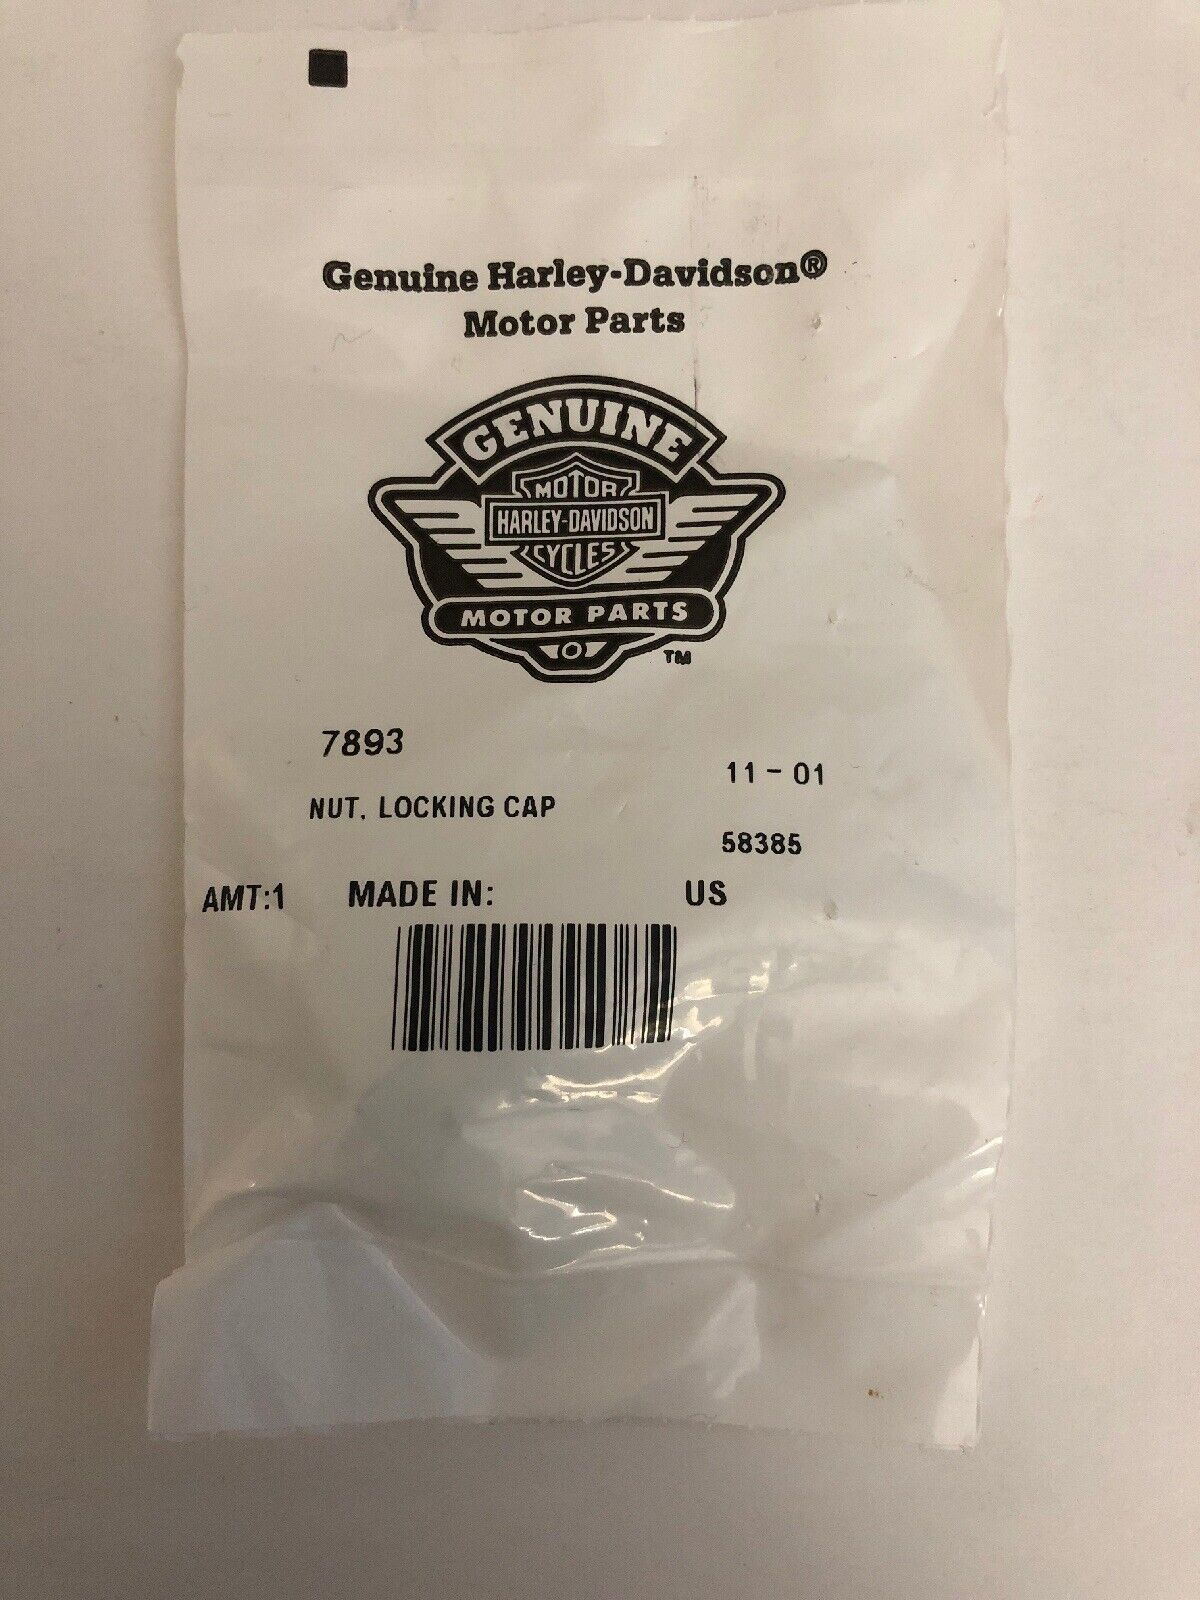 Genuine Harley-Davidson®
Motor Parts
GENUINE
MOTOR
HARLEY-DAVIDSON
CYCLES
MOTOR PARTS
TM
7893
11-01
NUT, LOCKING CAP
58385
AMT:1 MADE IN: US